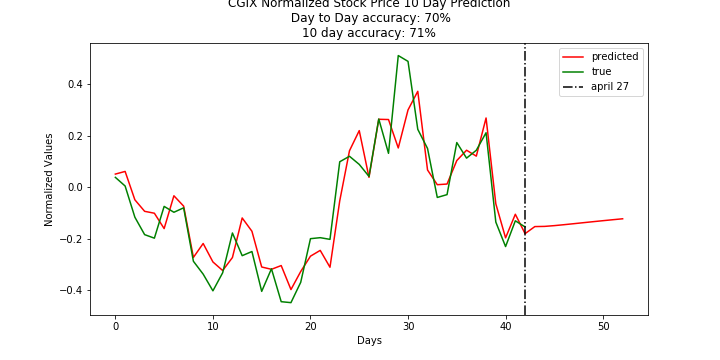 CGIX Normalized Stock Price 10 Day Prediction
Day to Day accuracy: 70%
10 day accuracy: 71%
predicted
true
april 27
Normalized Values
0.4
0.2
0.0
−0.2
−0.4
0
10
20
30
40
50
Days